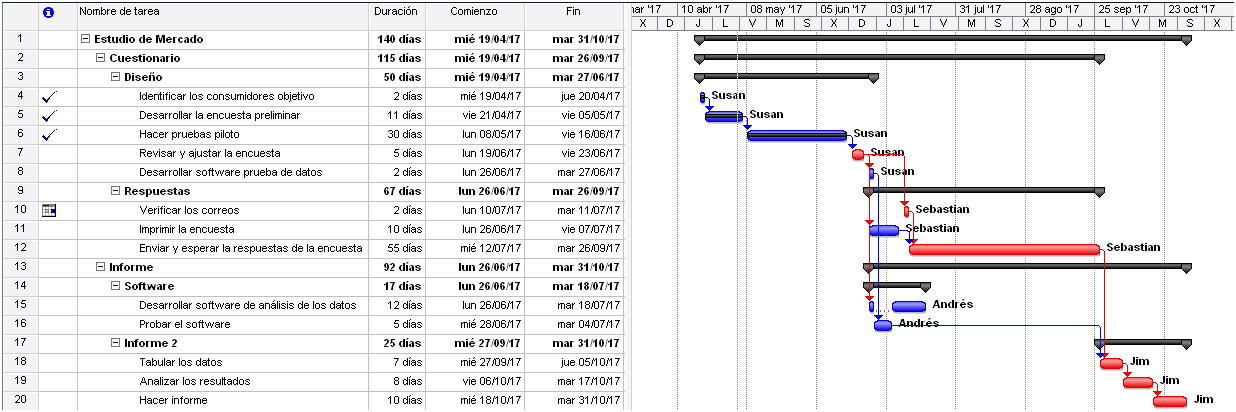 Nombre de tarea Duración Comienzo Fin mar '17 10 abr '17 08 may '17 05 jun '17 03 jul '17 31 jul '17 28 ago '17 25 sep '17 23 oct '17
X D J L V M S X D J L V M S X D J L V M S X
1 Estudio de Mercado 140 días mié 19/04/17 mar 31/10/17
2 Cuestionario 115 días mié 19/04/17 mar 26/09/17
3 Diseño 50 días mié 19/04/17 mar 27/06/17
4 Identificar los consumidores objetivo 2 días mié 19/04/17 jue 20/04/17 Susan
5 Desarrollar la encuesta preliminar 11 días vie 21/04/17 vie 05/05/17 Susan
6 Hacer pruebas piloto 30 días lun 08/05/17 vie 16/06/17 Susan
7 Revisar y ajustar la encuesta 5 días lun 19/06/17 vie 23/06/17 Susan
8 Desarrollar software prueba de datos 2 días lun 26/06/17 mar 27/06/17 Susan
9 Respuestas 67 días lun 26/06/17 mar 26/09/17
10 Verificar los correos 2 días lun 10/07/17 mar 11/07/17 Sebastian
11 Imprimir la encuesta 10 días lun 26/06/17 vie 07/07/17 Sebastian
12 Enviar y esperar la respuestas de la encuesta 55 días mié 12/07/17 mar 26/09/17 Sebastian
13 Informe 92 días lun 26/06/17 mar 31/10/17
14 Software 17 días lun 26/06/17 mar 18/07/17
15 Desarrollar software de análisis de los datos 12 días lun 26/06/17 mar 18/07/17 Andrés
16 Probar el software 5 días mié 28/06/17 mar 04/07/17 Andrés
17 Informe 2 25 días mié 27/09/17 mar 31/10/17
18 Tabular los datos 7 días mié 27/09/17 jue 05/10/17 Jim
19 Analizar los resultados 8 días vie 06/10/17 mar 17/10/17 Jim
20 Hacer informe 10 días mié 18/10/17 mar 31/10/17 Jim